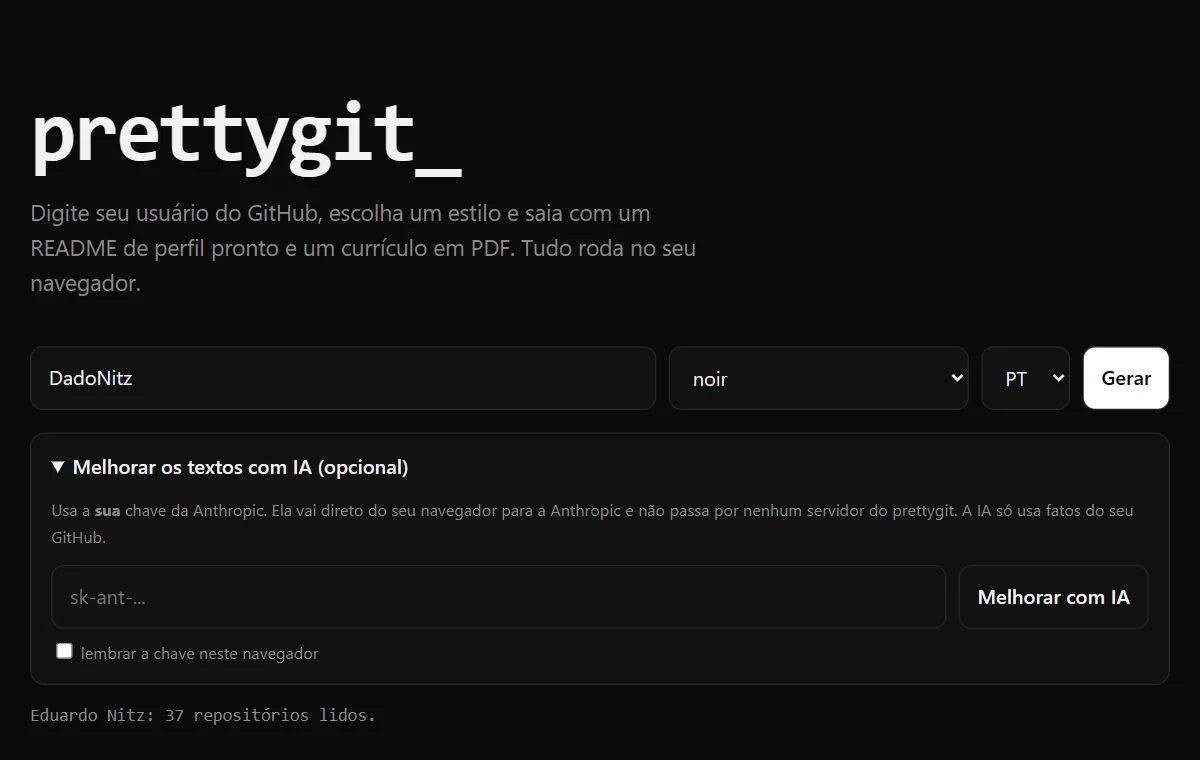 prettygit_
Digite seu usuário do GitHub, escolha um estilo e saia com um
README de perfil pronto e um currículo em PDF. Tudo roda no seu
navegador.
DadoNitz
noir
PT
Gerar
▼ Melhorar os textos com IA (opcional)
Usa a sua chave da Anthropic. Ela vai direto do seu navegador para a Anthropic e não passa por nenhum servidor do prettygit. A IA só usa fatos do seu
GitHub.
sk-ant-...
Melhorar com IA
lembrar a chave neste navegador
Eduardo Nitz: 37 repositórios lidos.